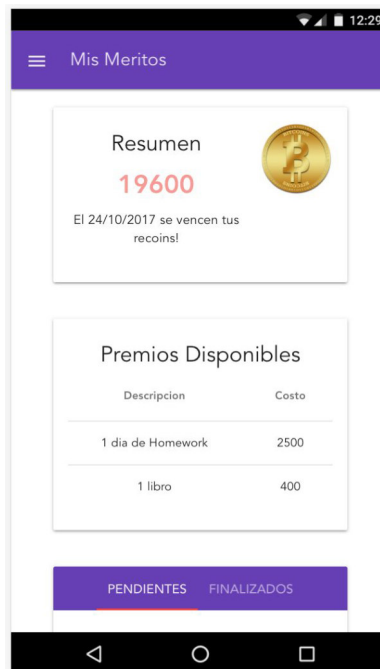 12:29
Mis Meritos
Resumen
19600
El 24/10/2017 se vencen tus
recoins!
Premios Disponibles
Descripcion Costo
1 dia de Homework 2500
1 libro 400
PENDIENTES FINALIZADOS